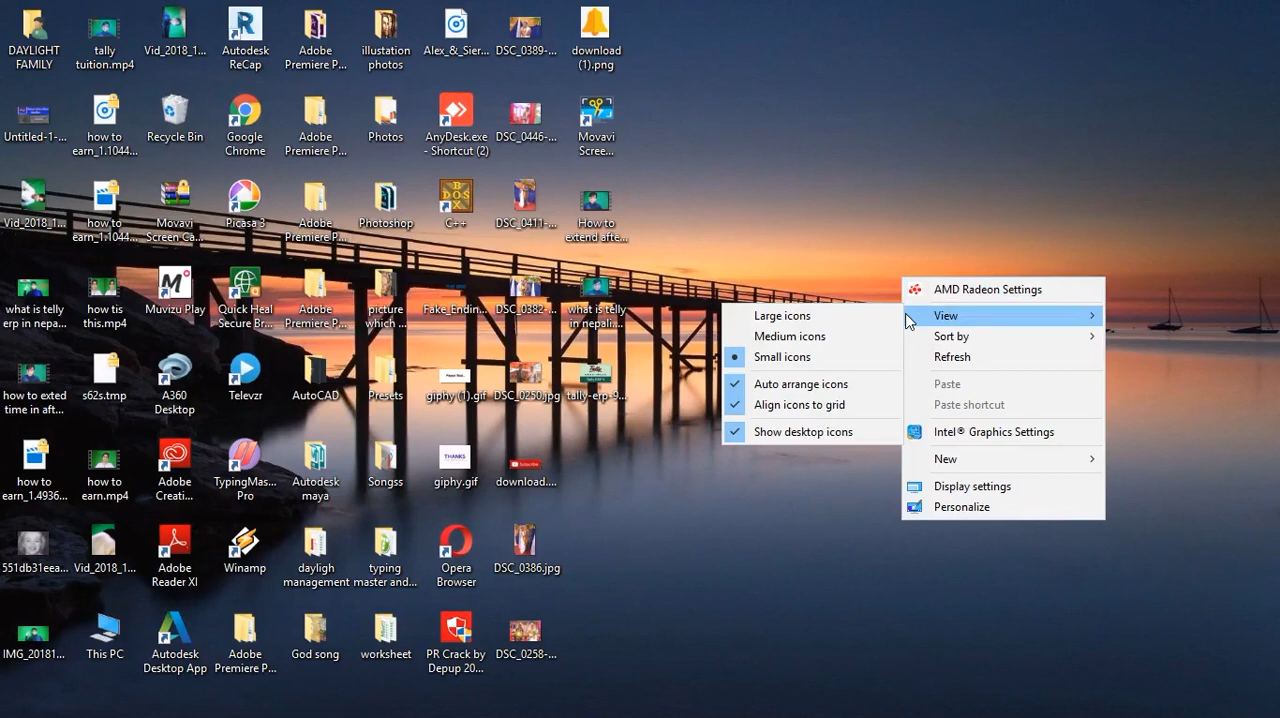 DAYLIGHT
FAMILY
tally
tuition.mp4
Vid_2018_1...
Autodesk
ReCap
Adobe
Premiere P...
illustation
photos
Alex_&_Sier...
DSC_0389-...
download
(1).png
Untitled-1-...
how to
earn_1.1044...
Recycle Bin
Google
Chrome
Adobe
Premiere P...
Photos
AnyDesk.exe
- Shortcut (2)
DSC_0446-...
Movavi
Scree...
Vid_2018_1...
how to
earn_1.1044...
Movavi
Screen Ca...
Picasa 3
Adobe
Premiere P...
Photoshop
C++
DSC_0411-...
How to
extend afte...
what is telly
erp in nepa...
how tis
this.mp4
Muvizu Play
Quick Heal
Secure Br...
Adobe
Premiere P...
picture
which ...
Fake_Endin...
DSC_0382-...
what is telly
in nepali...
how to exted
time in aft...
s62s.tmp
A360
Desktop
Televzr
AutoCAD
Presets
giphy (1).gif
DSC_0250.jpg
tally-erp-9...
how to
earn_1.4936...
how to
earn.mp4
Adobe
Creati...
TypingMas...
Pro
Autodesk
maya
Songss
THANKS
giphy.gif
Subscribe
download....
551db31eea...
Vid_2018_1...
Adobe
Reader XI
Winamp
dayligh
management
typing
master and...
Opera
Browser
DSC_0386.jpg
IMG_20181...
This PC
Autodesk
Desktop App
Adobe
Premiere P...
God song
worksheet
PR Crack by
Depup 20...
DSC_0258-...
Large icons
Medium icons
Small icons
Auto arrange icons
Align icons to grid
Show desktop icons
AMD Radeon Settings
View
Sort by
Refresh
Paste
Paste shortcut
Intel® Graphics Settings
New
Display settings
Personalize